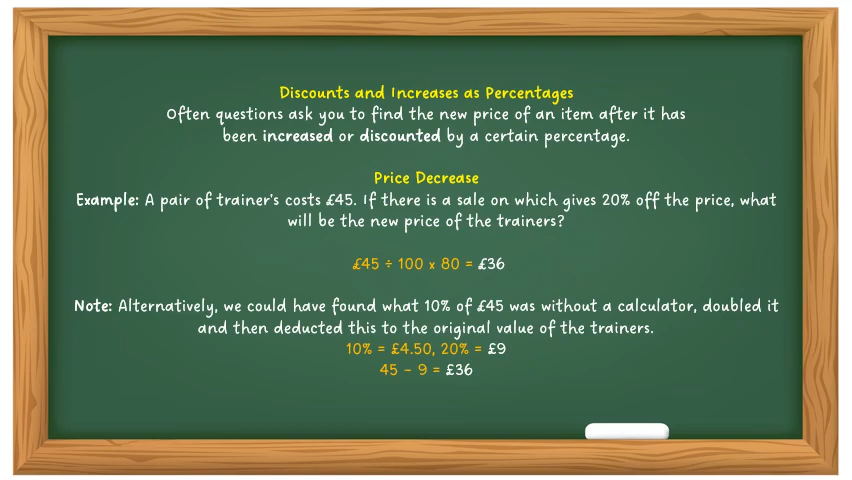 Discounts and Increases as Percentages
Often questions ask you to find the new price of an item after it has
been increased or discounted by a certain percentage.
Price Decrease
Example: A pair of trainer's costs £45. If there is a sale on which gives 20% off the price, what
will be the new price of the trainers?
£45 ÷ 100 x 80 = £36
Note: Alternatively, we could have found what 10% of £45 was without a calculator, doubled it
and then deducted this to the original value of the trainers.
10% = £4.50, 20% = £9
45 – 9 = £36